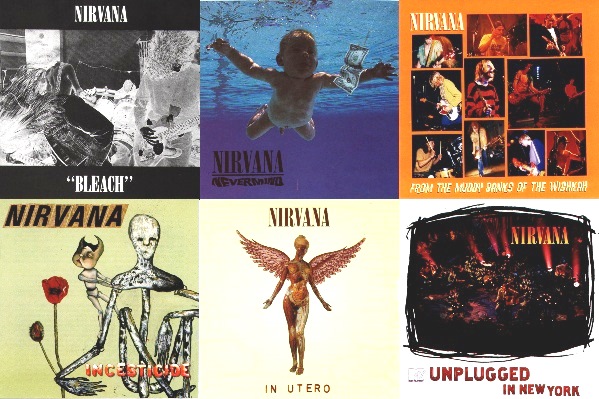 NIRVANA
"BLEACH"
NIRVANA
NEVERMIND
NIRVANA
FROM THE MUDDY BANKS OF THE WISHKAH
NIRVANA
INCESTICIDE
NIRVANA
IN UTERO
NIRVANA
UNPLUGGED
IN NEW YORK